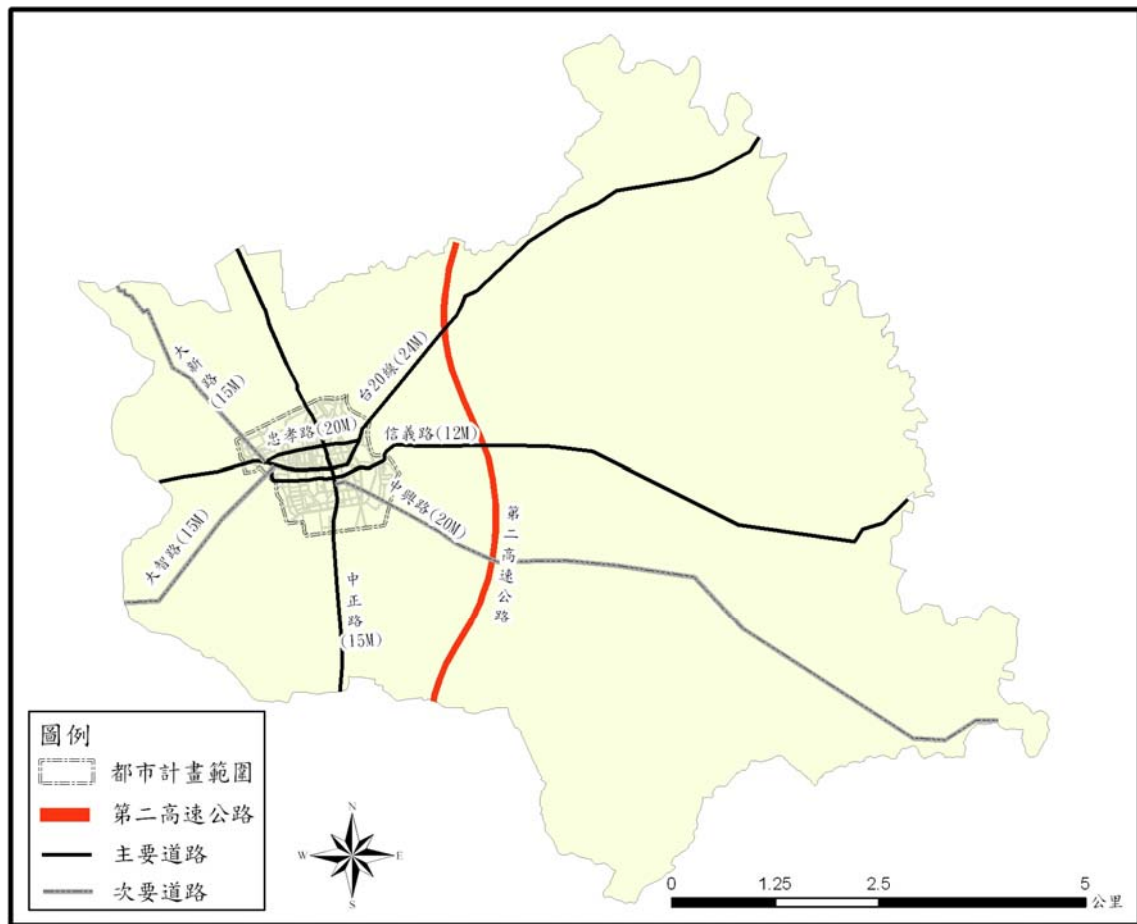 台20線(24M)
大新路
(15M)
忠孝路(20M)
信義路(12M)
中興路(20M)
大智路(15M)
第二高速公路
中正路
(15M)
圖例
都市計畫範圍
第二高速公路
主要道路
次要道路
N
W
E
S
0
1.25
2.5
5
公里